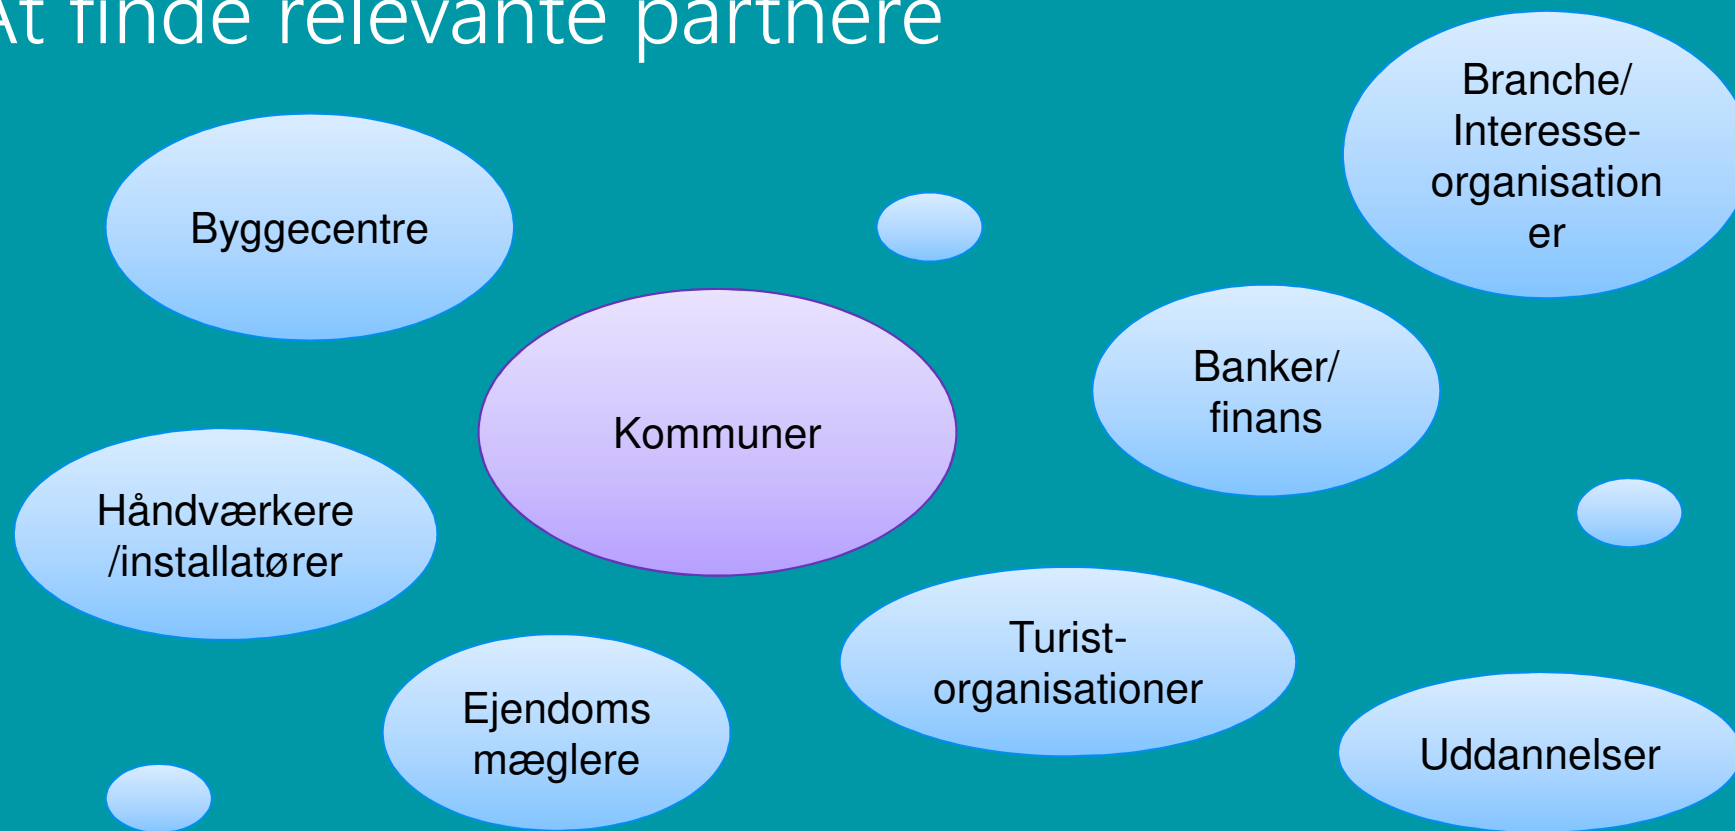 At finde relevante partnere
Branche/
Interesse-
organisation
er
Byggecentre
Banker/
finans
Kommuner
Håndværkere
/installatører
Turist-
organisationer
Ejendoms
mæglere
Uddannelser